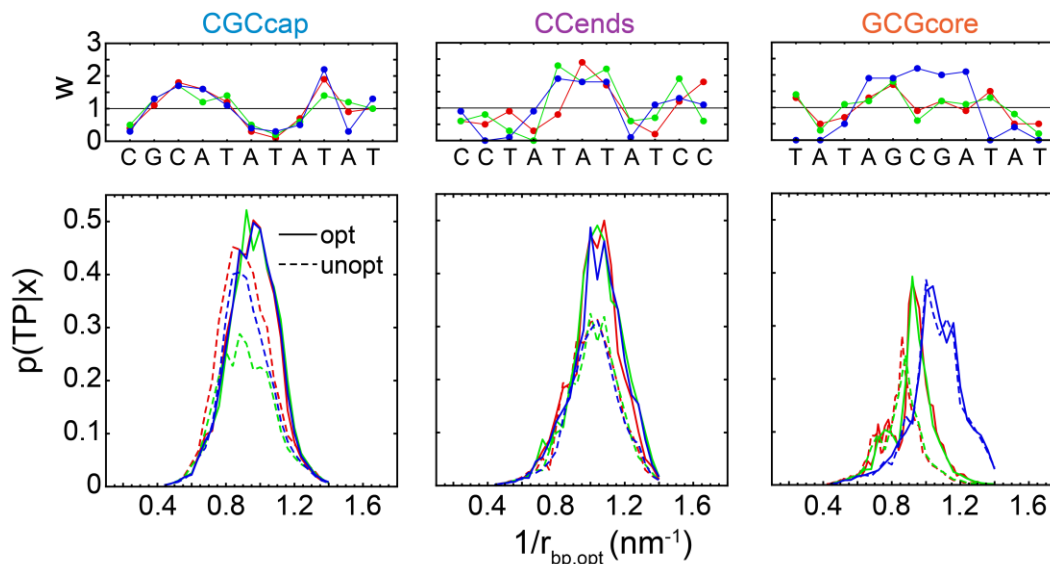 CGCcap CCends GCGcore
w
3
2
1
0
C G C A T A T A T A T
C C T A T A T A T C C
T A T A G C G A T A T
p(TP|x)
0.5
0.4
0.3
0.2
0.1
0
opt
unopt
0.4 0.8 1.2 1.6
0.4 0.8 1.2 1.6
0.4 0.8 1.2 1.6
1/r_bp,opt (nm⁻¹)